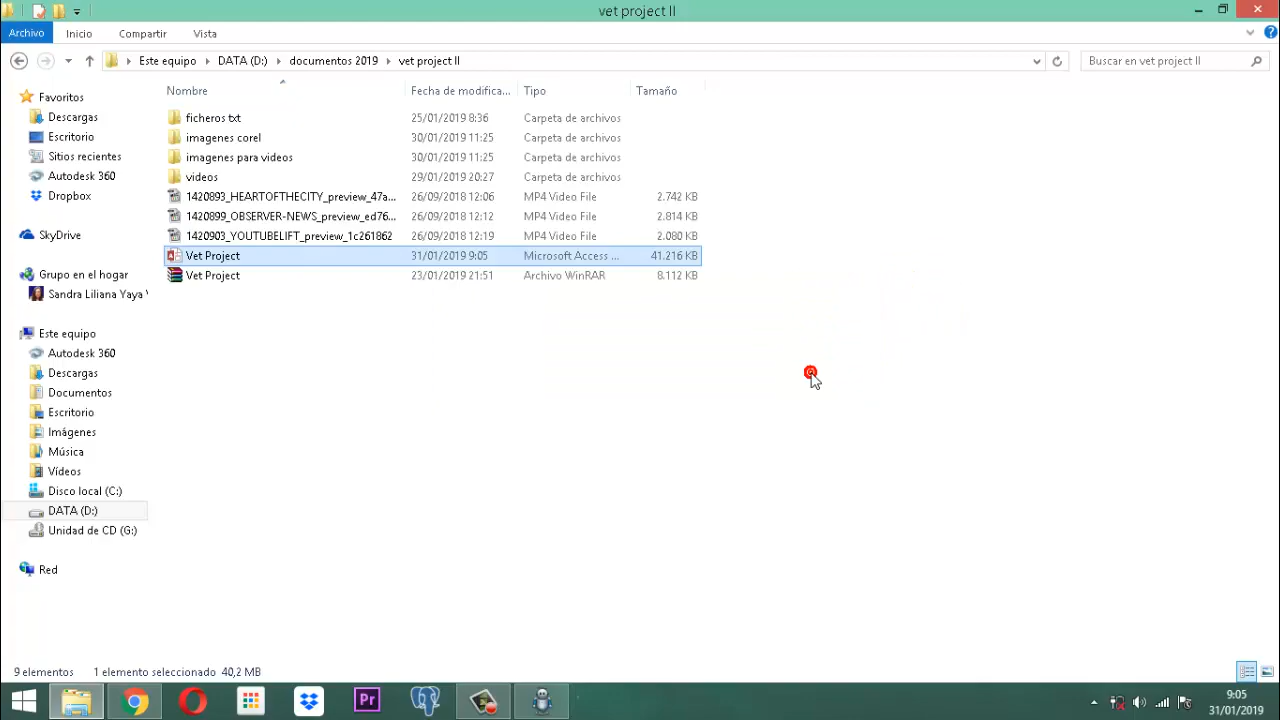 vet project II
Archivo Inicio Compartir Vista
Este equipo DATA (D:) documentos 2019 vet project II Buscar en vet project II
Nombre Fecha de modifica... Tipo Tamaño
ficheros txt 25/01/2019 8:36 Carpeta de archivos
imagenes corel 30/01/2019 11:25 Carpeta de archivos
imagenes para videos 30/01/2019 11:25 Carpeta de archivos
videos 29/01/2019 20:27 Carpeta de archivos
1420893_HEARTOFTHECITY_preview_47a... 26/09/2018 12:06 MP4 Video File 2.742 KB
1420899_OBSERVER-NEWS_preview_ed76... 26/09/2018 12:12 MP4 Video File 2.814 KB
1420903_YOUTUBELIFT_preview_1c261862 26/09/2018 12:19 MP4 Video File 2.080 KB
Vet Project 31/01/2019 9:05 Microsoft Access ... 41.216 KB
Vet Project 23/01/2019 21:51 Archivo WinRAR 8.112 KB
Favoritos
Descargas
Escritorio
Sitios recientes
Autodesk 360
Dropbox
SkyDrive
Grupo en el hogar
Sandra Liliana Yaya
Este equipo
Autodesk 360
Descargas
Documentos
Escritorio
Imágenes
Música
Vídeos
Disco local (C:)
DATA (D:)
Unidad de CD (G:)
Red
9 elementos 1 elemento seleccionado 40,2 MB
Pr
9:05
31/01/2019